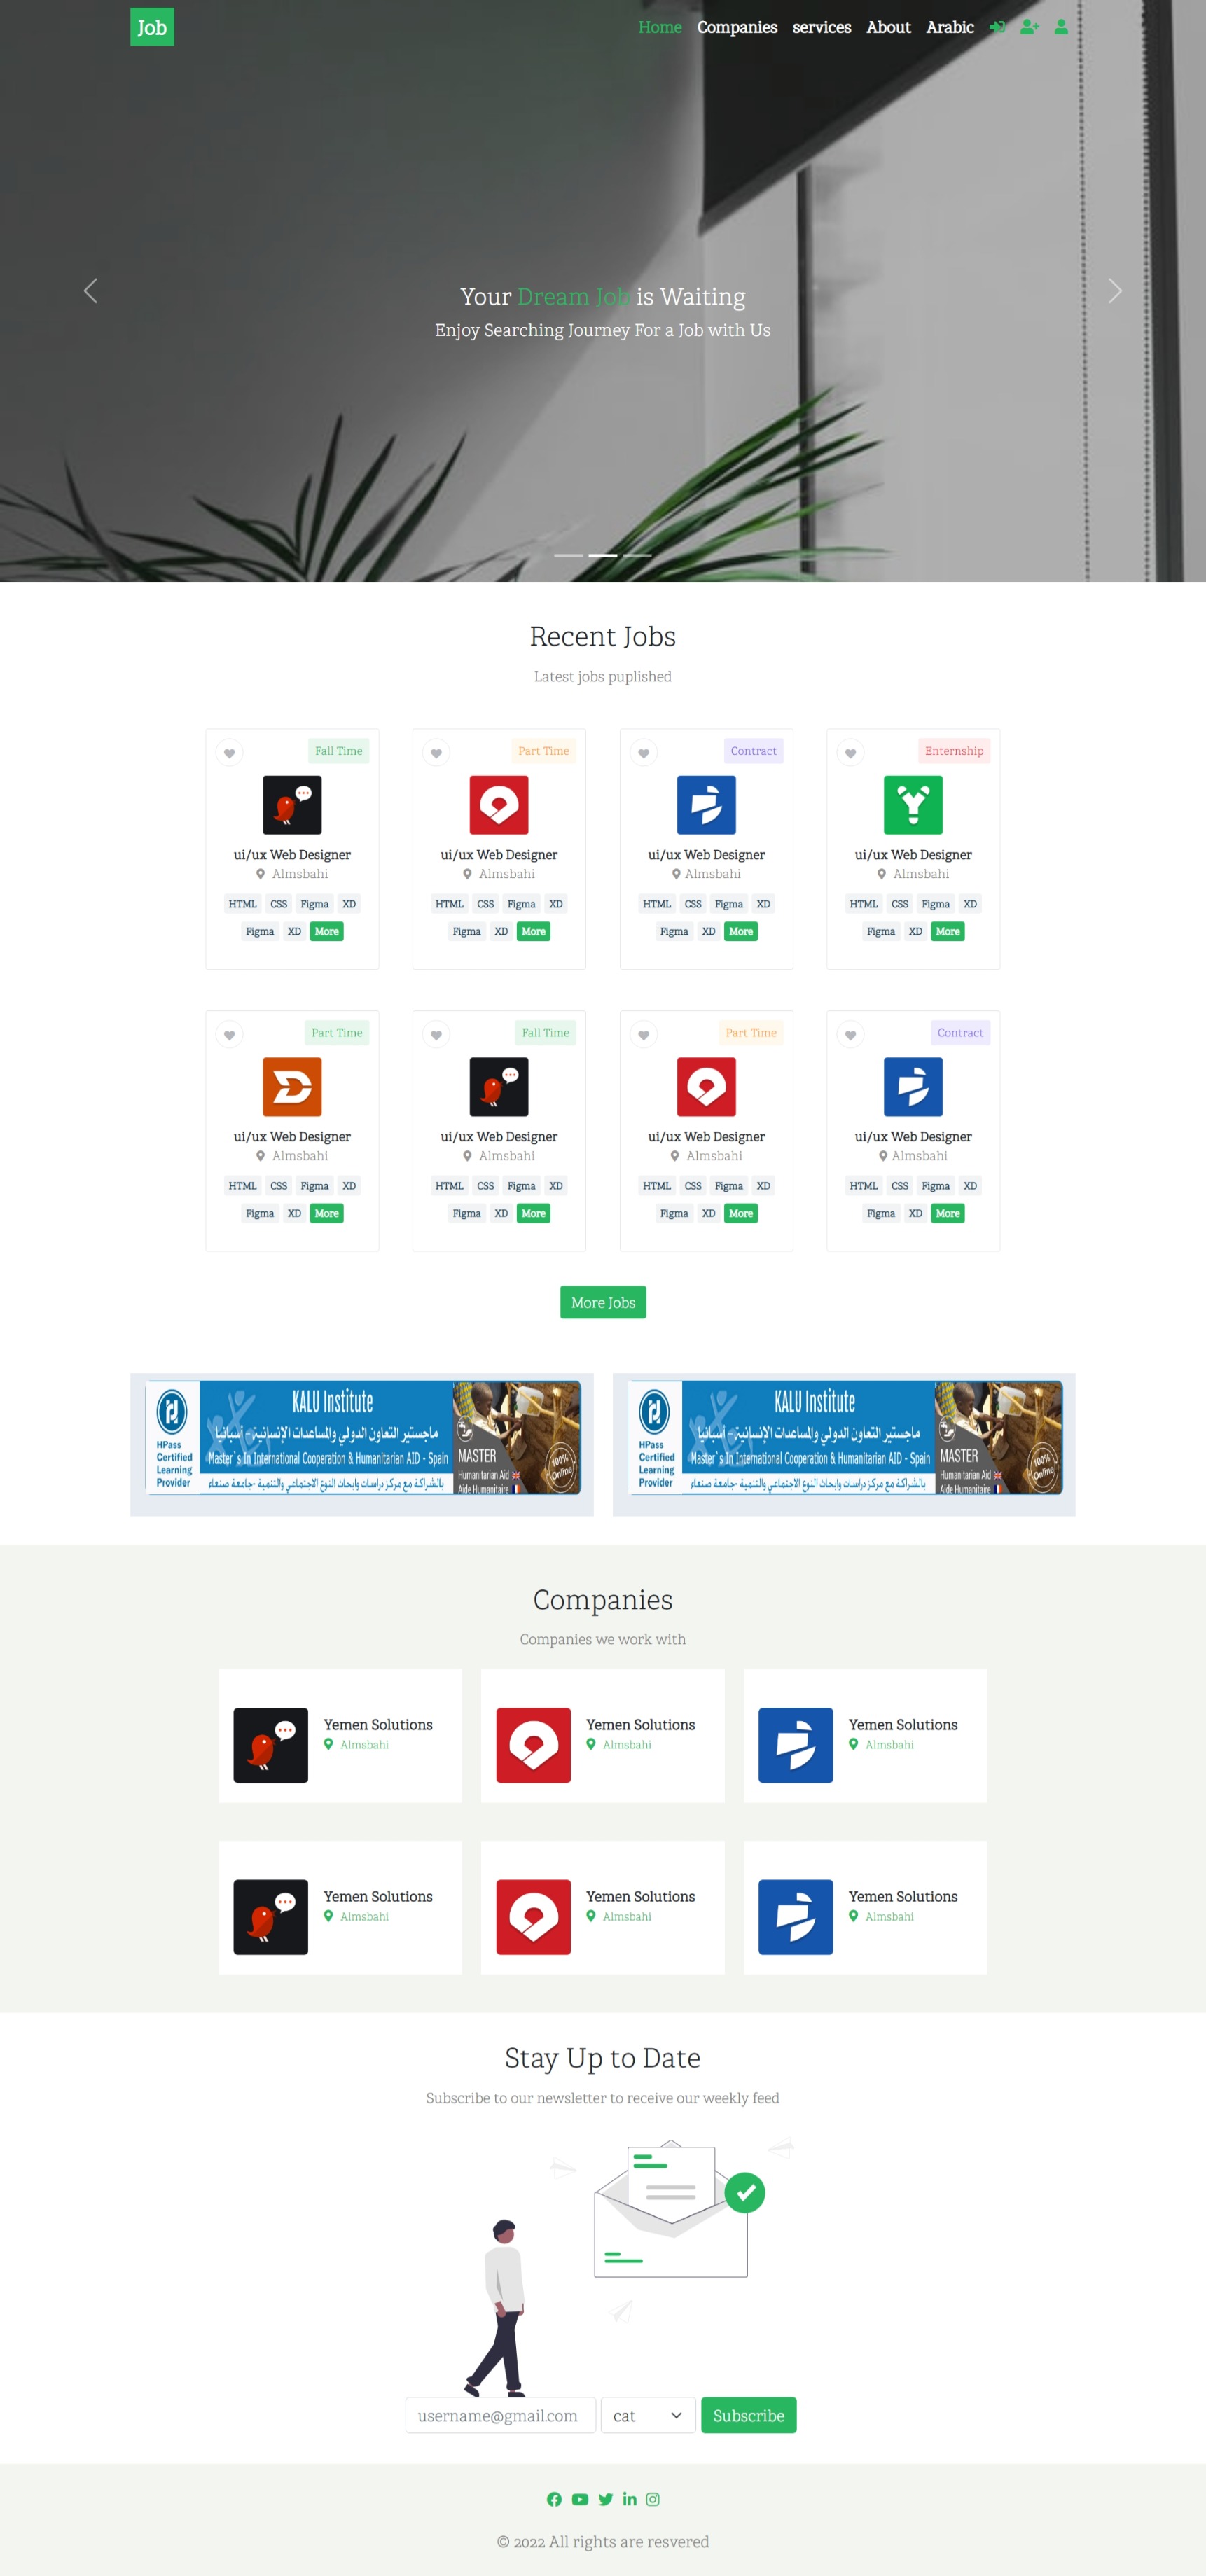 Job
Home Companies services About Arabic
Your Dream Job is Waiting
Enjoy Searching Journey For a Job with Us
Recent Jobs
Latest jobs puplished
Fall Time
ui/ux Web Designer
Almsbahi
HTML CSS Figma XD
Figma XD More
Part Time
ui/ux Web Designer
Almsbahi
HTML CSS Figma XD
Figma XD More
Contract
ui/ux Web Designer
Almsbahi
HTML CSS Figma XD
Figma XD More
Enternship
ui/ux Web Designer
Almsbahi
HTML CSS Figma XD
Figma XD More
Part Time
ui/ux Web Designer
Almsbahi
HTML CSS Figma XD
Figma XD More
Fall Time
ui/ux Web Designer
Almsbahi
HTML CSS Figma XD
Figma XD More
Part Time
ui/ux Web Designer
Almsbahi
HTML CSS Figma XD
Figma XD More
Contract
ui/ux Web Designer
Almsbahi
HTML CSS Figma XD
Figma XD More
More Jobs
HPass
Certified
Learning
Provider
KALU Institute
ماجستير التعاون الدولي والمساعدات الإنسانية - أسبانيا
Master`s In International Cooperation & Humanitarian AID - Spain
بالشراكة مع مركز دراسات وابحاث النوع الاجتماعي والتنمية -جامعة صنعاء
MASTER
Humanitarian Aid
Aide Humanitaire
100%
Online
HPass
Certified
Learning
Provider
KALU Institute
ماجستير التعاون الدولي والمساعدات الإنسانية - أسبانيا
Master`s In International Cooperation & Humanitarian AID - Spain
بالشراكة مع مركز دراسات وابحاث النوع الاجتماعي والتنمية -جامعة صنعاء
MASTER
Humanitarian Aid
Aide Humanitaire
100%
Online
Companies
Companies we work with
Yemen Solutions
Almsbahi
Yemen Solutions
Almsbahi
Yemen Solutions
Almsbahi
Yemen Solutions
Almsbahi
Yemen Solutions
Almsbahi
Yemen Solutions
Almsbahi
Stay Up to Date
Subscribe to our newsletter to receive our weekly feed
username@gmail.com cat Subscribe
© 2022 All rights are resvered